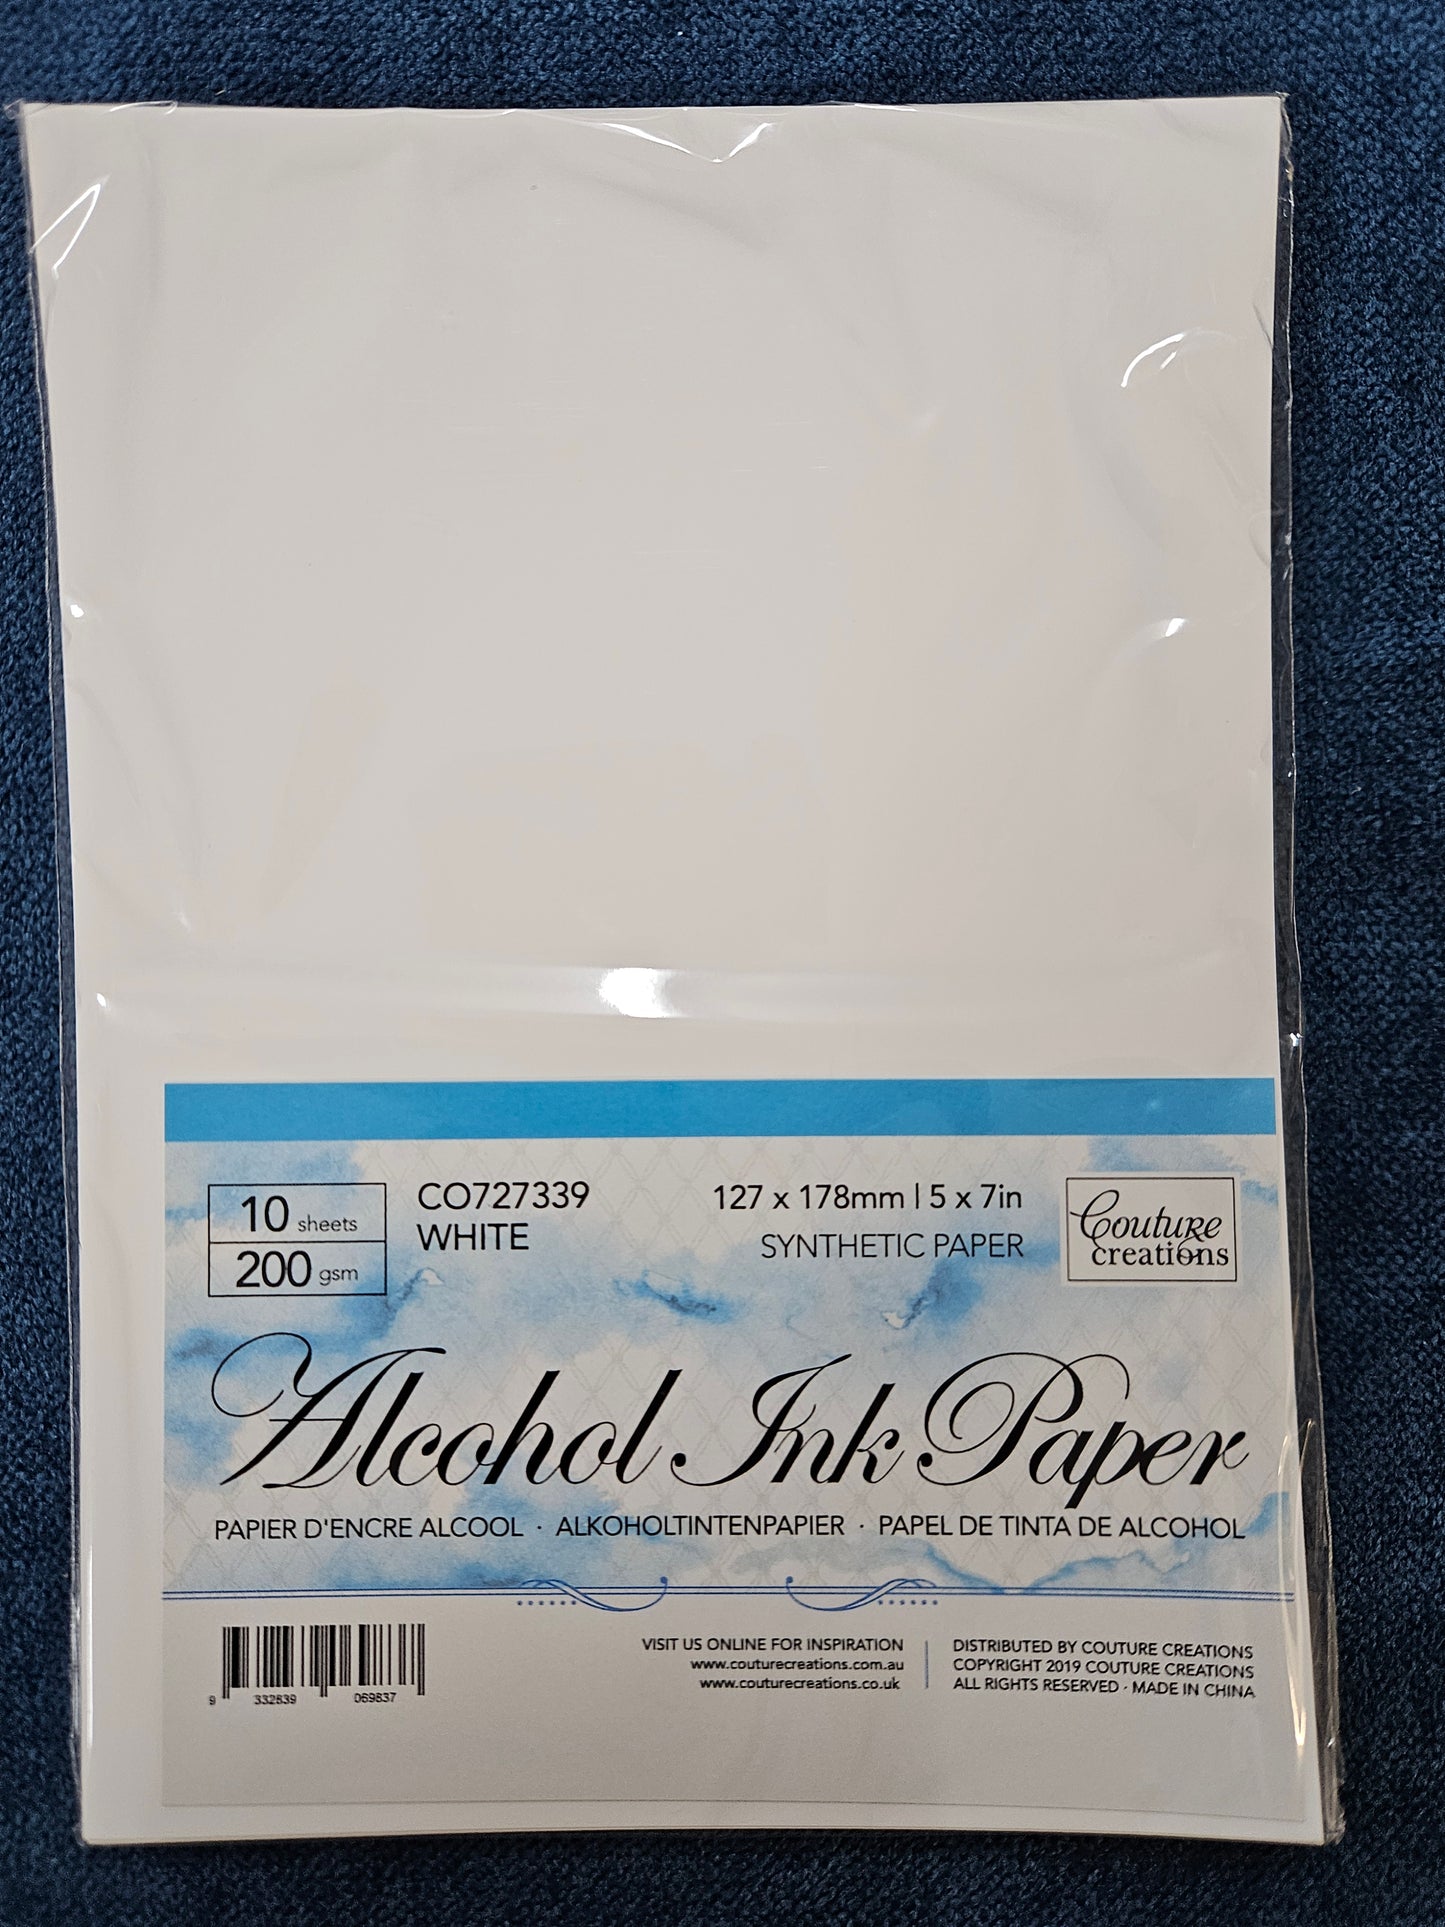 10 sheets
200 gsm
CO727339
WHITE
127 x 178mm | 5 x 7in
SYNTHETIC PAPER
Couture
creations
Alcohol Ink Paper
PAPIER D'ENCRE ALCOOL · ALKOHOLTINTENPAPIER · PAPEL DE TINTA DE ALCOHOL
9 332839 069837
VISIT US ONLINE FOR INSPIRATION
www.couturecreations.com.au
www.couturecreations.co.uk
DISTRIBUTED BY COUTURE CREATIONS
COPYRIGHT 2019 COUTURE CREATIONS
ALL RIGHTS RESERVED · MADE IN CHINA